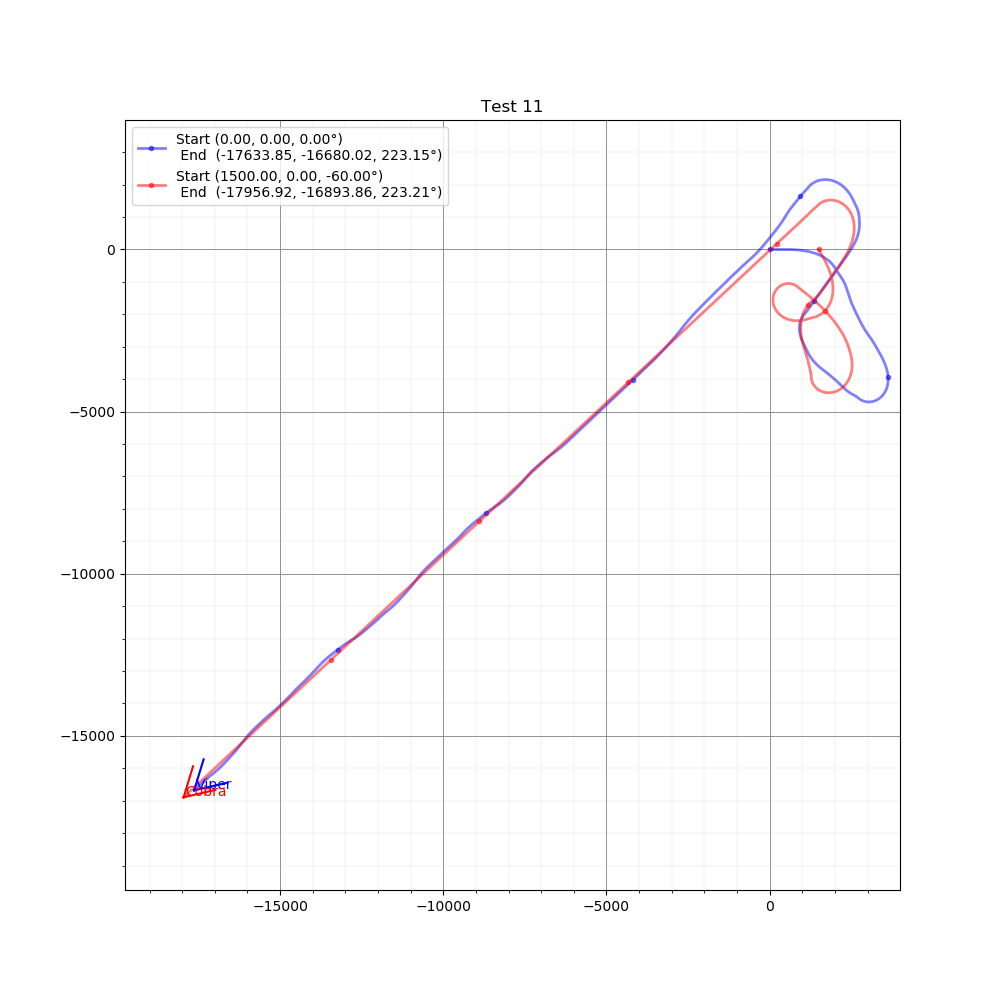 Test 11
Start (0.00, 0.00, 0.00°)
End (-17633.85, -16680.02, 223.15°)
Start (1500.00, 0.00, -60.00°)
End (-17956.92, -16893.86, 223.21°)
0
−5000
−10000
−15000
Viper
Cobra
−15000 −10000 −5000 0